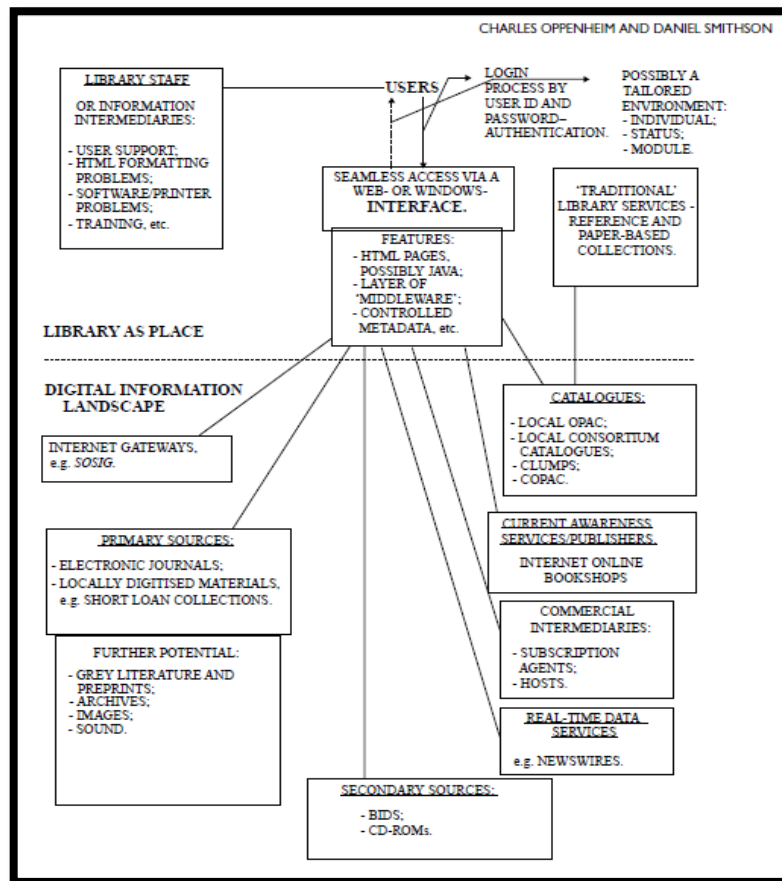 CHARLES OPPENHEIM AND DANIEL SMITHSON
LIBRARY STAFF
OR INFORMATION
INTERMEDIARIES:
- USER SUPPORT;
- HTML FORMATTING
PROBLEMS;
- SOFTWARE/PRINTER
PROBLEMS;
- TRAINING, etc.
USERS
LOGIN
PROCESS BY
USER ID AND
PASSWORD–
AUTHENTICATION.
POSSIBLY A
TAILORED
ENVIRONMENT:
- INDIVIDUAL;
- STATUS;
- MODULE.
SEAMLESS ACCESS VIA A
WEB- OR WINDOWS-
INTERFACE.
FEATURES:
- HTML PAGES,
POSSIBLY JAVA;
- LAYER OF
‘MIDDLEWARE’;
- CONTROLLED
METADATA, etc.
‘TRADITIONAL’
LIBRARY SERVICES -
REFERENCE AND
PAPER-BASED
COLLECTIONS.
LIBRARY AS PLACE
DIGITAL INFORMATION
LANDSCAPE
INTERNET GATEWAYS,
e.g. SOSIG.
CATALOGUES:
- LOCAL OPAC;
- LOCAL CONSORTIUM
CATALOGUES;
- CLUMPS;
- COPAC.
PRIMARY SOURCES:
- ELECTRONIC JOURNALS;
- LOCALLY DIGITISED MATERIALS,
e.g. SHORT LOAN COLLECTIONS.
CURRENT AWARENESS
SERVICES/PUBLISHERS.
INTERNET ONLINE
BOOKSHOPS
FURTHER POTENTIAL:
- GREY LITERATURE AND
PREPRINTS;
- ARCHIVES;
- IMAGES;
- SOUND.
COMMERCIAL
INTERMEDIARIES:
- SUBSCRIPTION
AGENTS;
- HOSTS.
REAL-TIME DATA
SERVICES
e.g. NEWSWIRES.
SECONDARY SOURCES:
- BIDS;
- CD-ROMs.